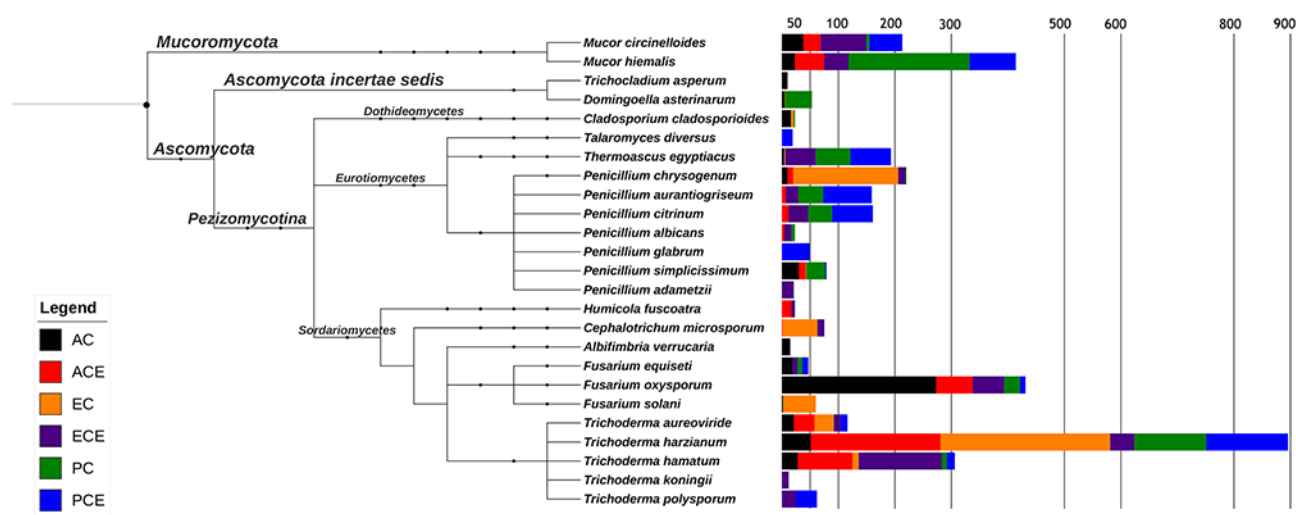 50 100 200 300 500 600 800 900
Mucoromycota
Mucor circinelloides
Mucor hiemalis
Ascomycota incertae sedis
Trichocladium asperum
Domingoella asterinarum
Dothideomycetes
Cladosporium cladosporioides
Ascomycota
Talaromyces diversus
Thermoascus egyptiacus
Eurotiomycetes
Penicillium chrysogenum
Penicillium aurantiogriseum
Pezizomycotina
Penicillium citrinum
Penicillium albicans
Penicillium glabrum
Penicillium simplicissimum
Penicillium adametzii
Humicola fuscoatra
Sordariomycetes
Cephalotrichum microsporum
Albifimbria verrucaria
Fusarium equiseti
Fusarium oxysporum
Fusarium solani
Trichoderma aureoviride
Trichoderma harzianum
Trichoderma hamatum
Trichoderma koningii
Trichoderma polysporum
Legend
AC
ACE
EC
ECE
PC
PCE